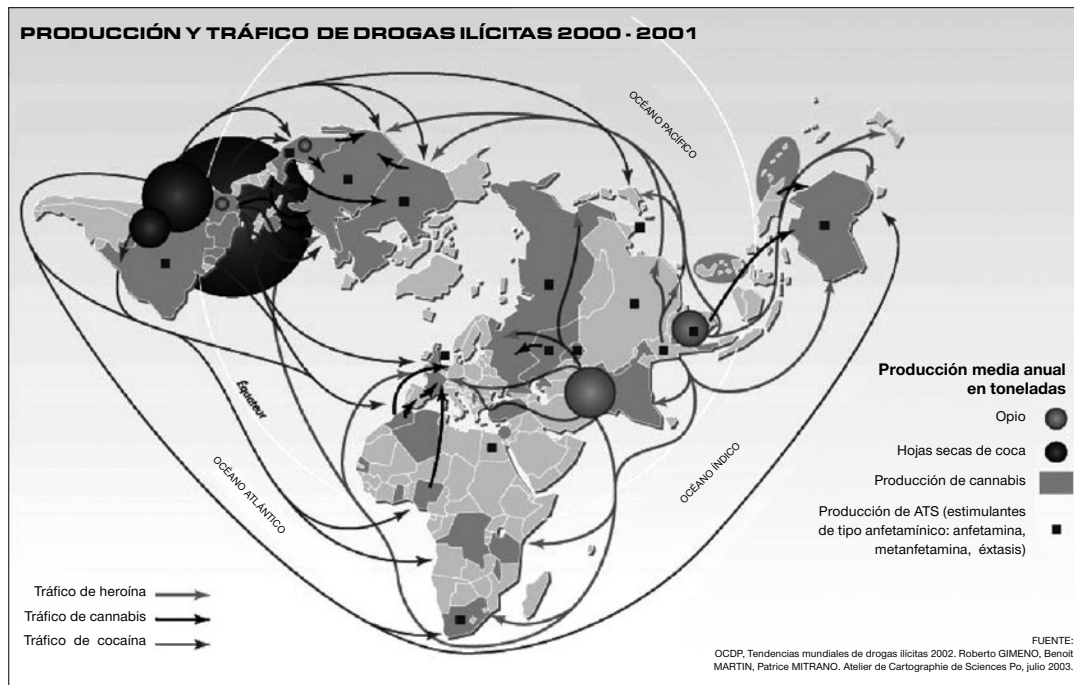 PRODUCCIÓN Y TRÁFICO DE DROGAS ILÍCITAS 2000 - 2001
OCÉANO PACÍFICO
Équateur
OCÉANO ATLÁNTICO
OCÉANO ÍNDICO
Producción media anual
en toneladas
Opio
Hojas secas de coca
Producción de cannabis
Producción de ATS (estimulantes
de tipo anfetamínico: anfetamina,
metanfetamina, éxtasis)
Tráfico de heroína
Tráfico de cannabis
Tráfico de cocaína
FUENTE:
OCDP, Tendencias mundiales de drogas ilícitas 2002. Roberto GIMENO, Benoit
MARTIN, Patrice MITRANO. Atelier de Cartographie de Sciences Po, julio 2003.